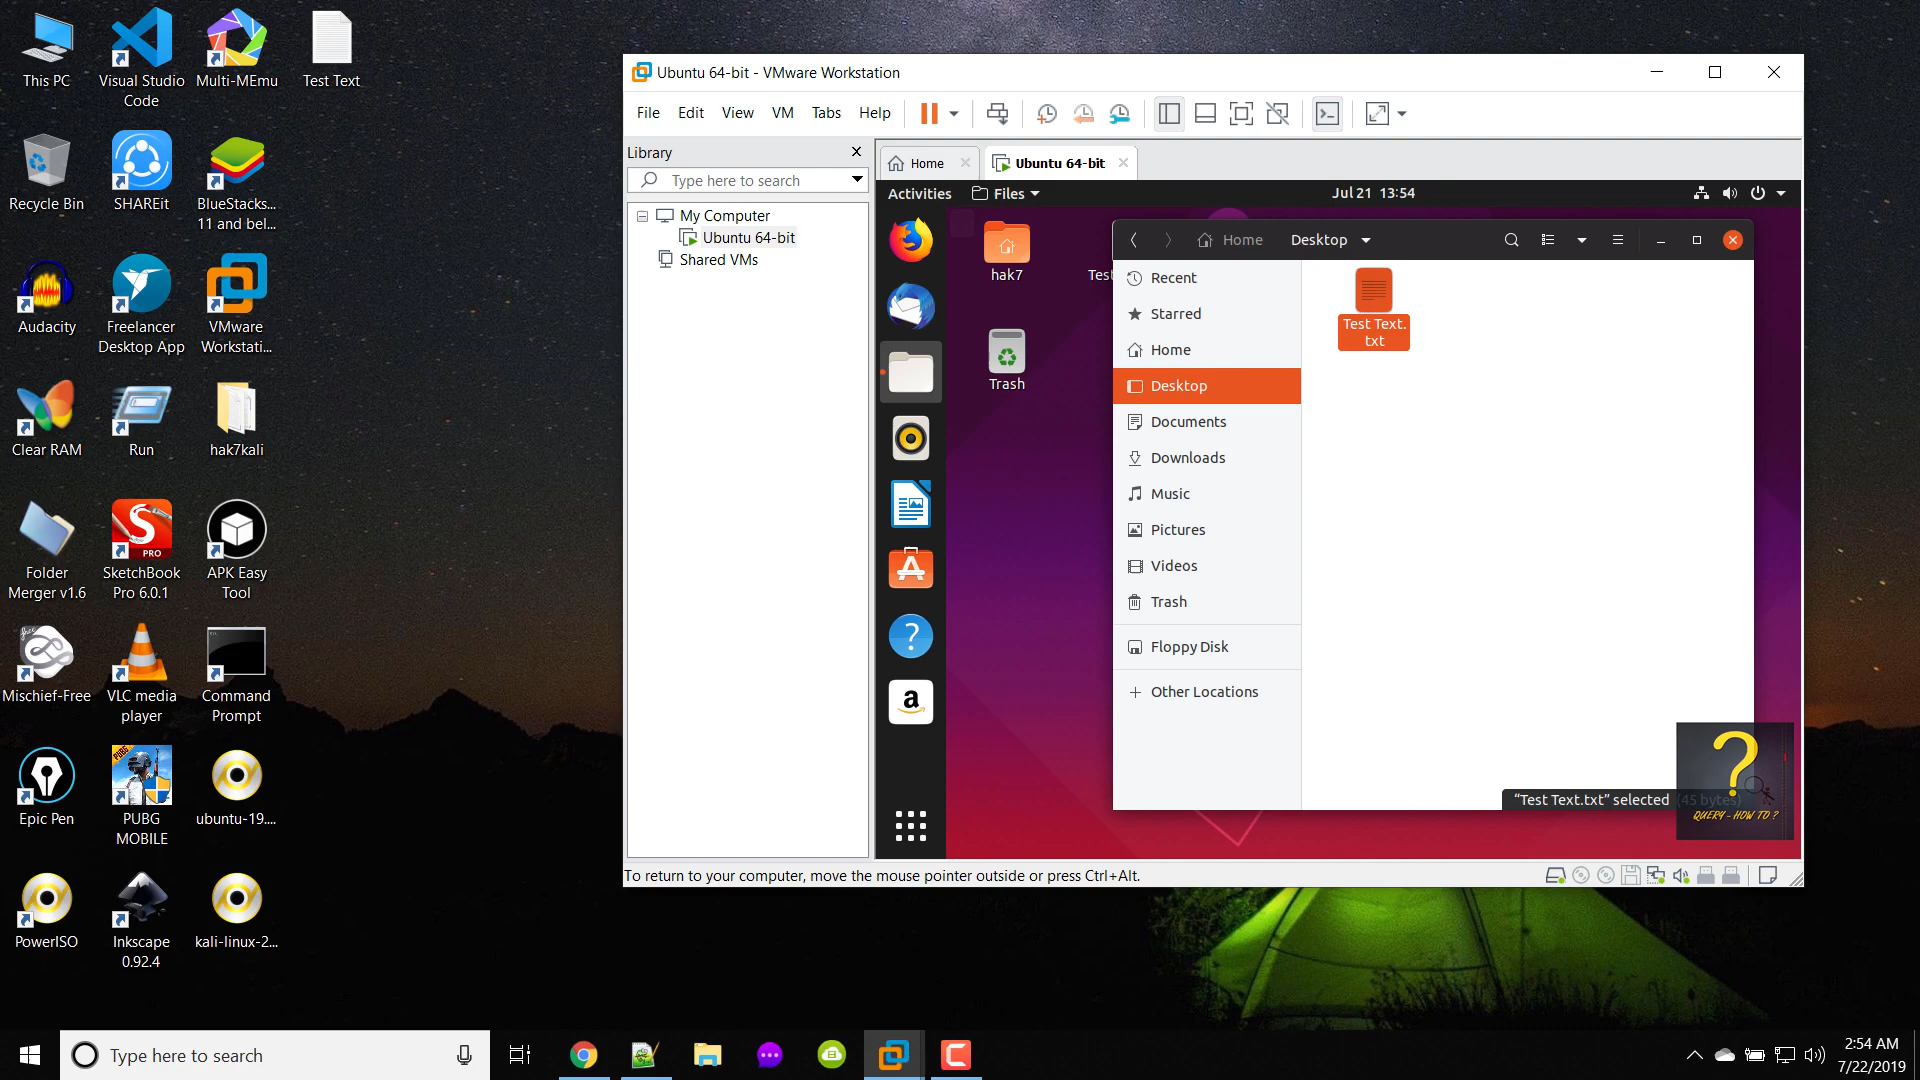 This PC
Visual Studio
Code
Multi-MEmu
Test Text
Recycle Bin
SHAREit
BlueStacks...
11 and bel...
Audacity
Freelancer
Desktop App
VMware
Workstati...
Clear RAM
Run
hak7kali
Folder
Merger v1.6
SketchBook
Pro 6.0.1
PRO
APK Easy
Tool
free
Mischief-Free
VLC media
player
Command
Prompt
Epic Pen
PUBG
PUBG
MOBILE
ubuntu-19....
PowerISO
Inkscape
0.92.4
kali-linux-2...
Ubuntu 64-bit - VMware Workstation
File Edit View VM Tabs Help
Library
Type here to search
My Computer
Ubuntu 64-bit
Shared VMs
Home
Ubuntu 64-bit
Activities
Files
Jul 21 13:54
hak7
Test
Trash
Home
Desktop
Recent
Starred
Home
Desktop
Documents
Downloads
Music
Pictures
Videos
Trash
Floppy Disk
Other Locations
Test Text.
txt
“Test Text.txt” selected (45 bytes)
?
QUERY - HOW TO ?
To return to your computer, move the mouse pointer outside or press Ctrl+Alt.
Type here to search
2:54 AM
7/22/2019